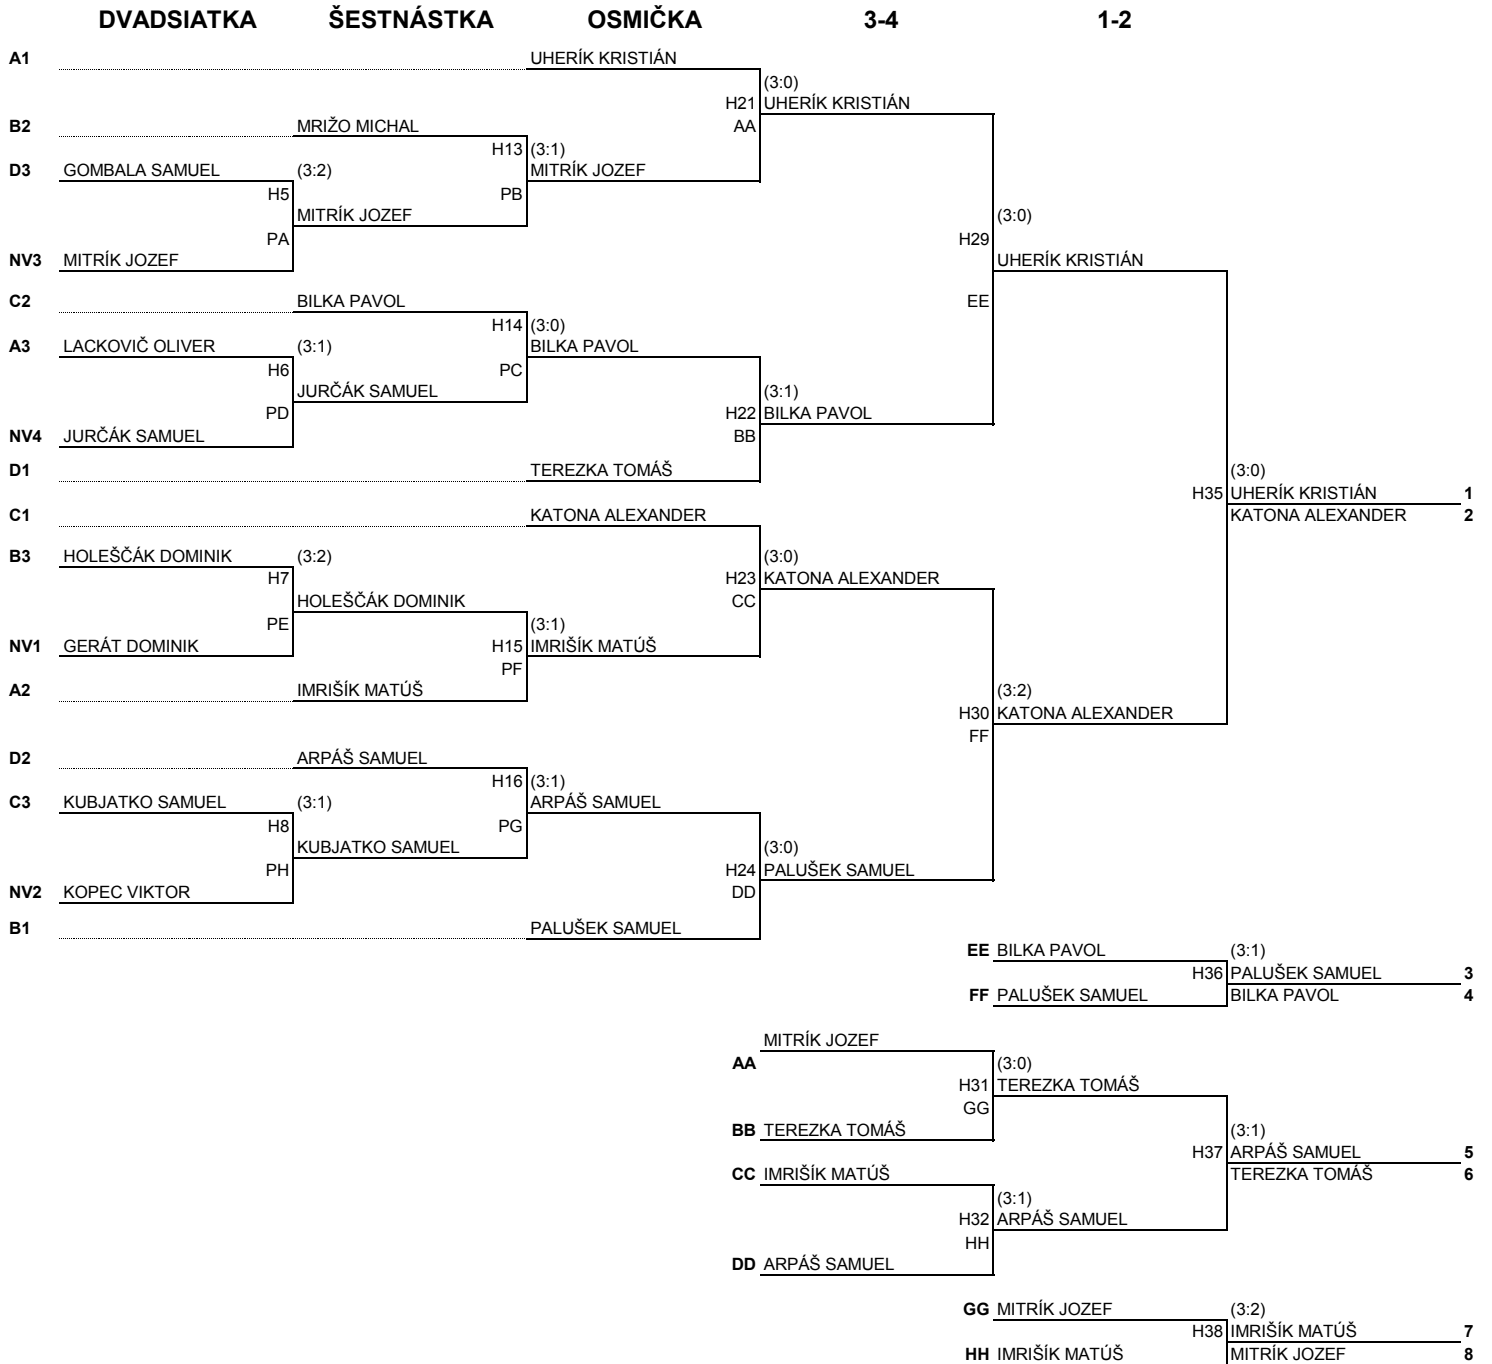 DVADSIATKA ŠESTNÁSTKA OSMIČKA 3-4 1-2
A1 UHERÍK KRISTIÁN
(3:0)
H21 UHERÍK KRISTIÁN
B2 MRIŽO MICHAL AA
H13 (3:1)
D3 GOMBALA SAMUEL (3:2) MITRÍK JOZEF
H5 PB
MITRÍK JOZEF (3:0)
PA H29
NV3 MITRÍK JOZEF UHERÍK KRISTIÁN
C2 BILKA PAVOL EE
H14 (3:0)
A3 LACKOVIČ OLIVER (3:1) BILKA PAVOL
H6 PC
JURČÁK SAMUEL (3:1)
PD H22 BILKA PAVOL
NV4 JURČÁK SAMUEL BB
D1 TEREZKA TOMÁŠ (3:0)
H35 UHERÍK KRISTIÁN 1
C1 KATONA ALEXANDER KATONA ALEXANDER 2
B3 HOLEŠČÁK DOMINIK (3:2) (3:0)
H7 H23 KATONA ALEXANDER
HOLEŠČÁK DOMINIK CC
PE (3:1)
NV1 GERÁT DOMINIK H15 IMRIŠÍK MATÚŠ
PF
A2 IMRIŠÍK MATÚŠ (3:2)
H30 KATONA ALEXANDER
FF
D2 ARPÁŠ SAMUEL
H16 (3:1)
C3 KUBJATKO SAMUEL (3:1) ARPÁŠ SAMUEL
H8 PG
KUBJATKO SAMUEL (3:0)
PH H24 PALUŠEK SAMUEL
NV2 KOPEC VIKTOR DD
B1 PALUŠEK SAMUEL
EE BILKA PAVOL (3:1)
H36 PALUŠEK SAMUEL 3
FF PALUŠEK SAMUEL BILKA PAVOL 4
MITRÍK JOZEF
AA (3:0)
H31 TEREZKA TOMÁŠ
GG
BB TEREZKA TOMÁŠ (3:1)
H37 ARPÁŠ SAMUEL 5
CC IMRIŠÍK MATÚŠ TEREZKA TOMÁŠ 6
(3:1)
H32 ARPÁŠ SAMUEL
HH
DD ARPÁŠ SAMUEL
GG MITRÍK JOZEF (3:2)
H38 IMRIŠÍK MATÚŠ 7
HH IMRIŠÍK MATÚŠ MITRÍK JOZEF 8